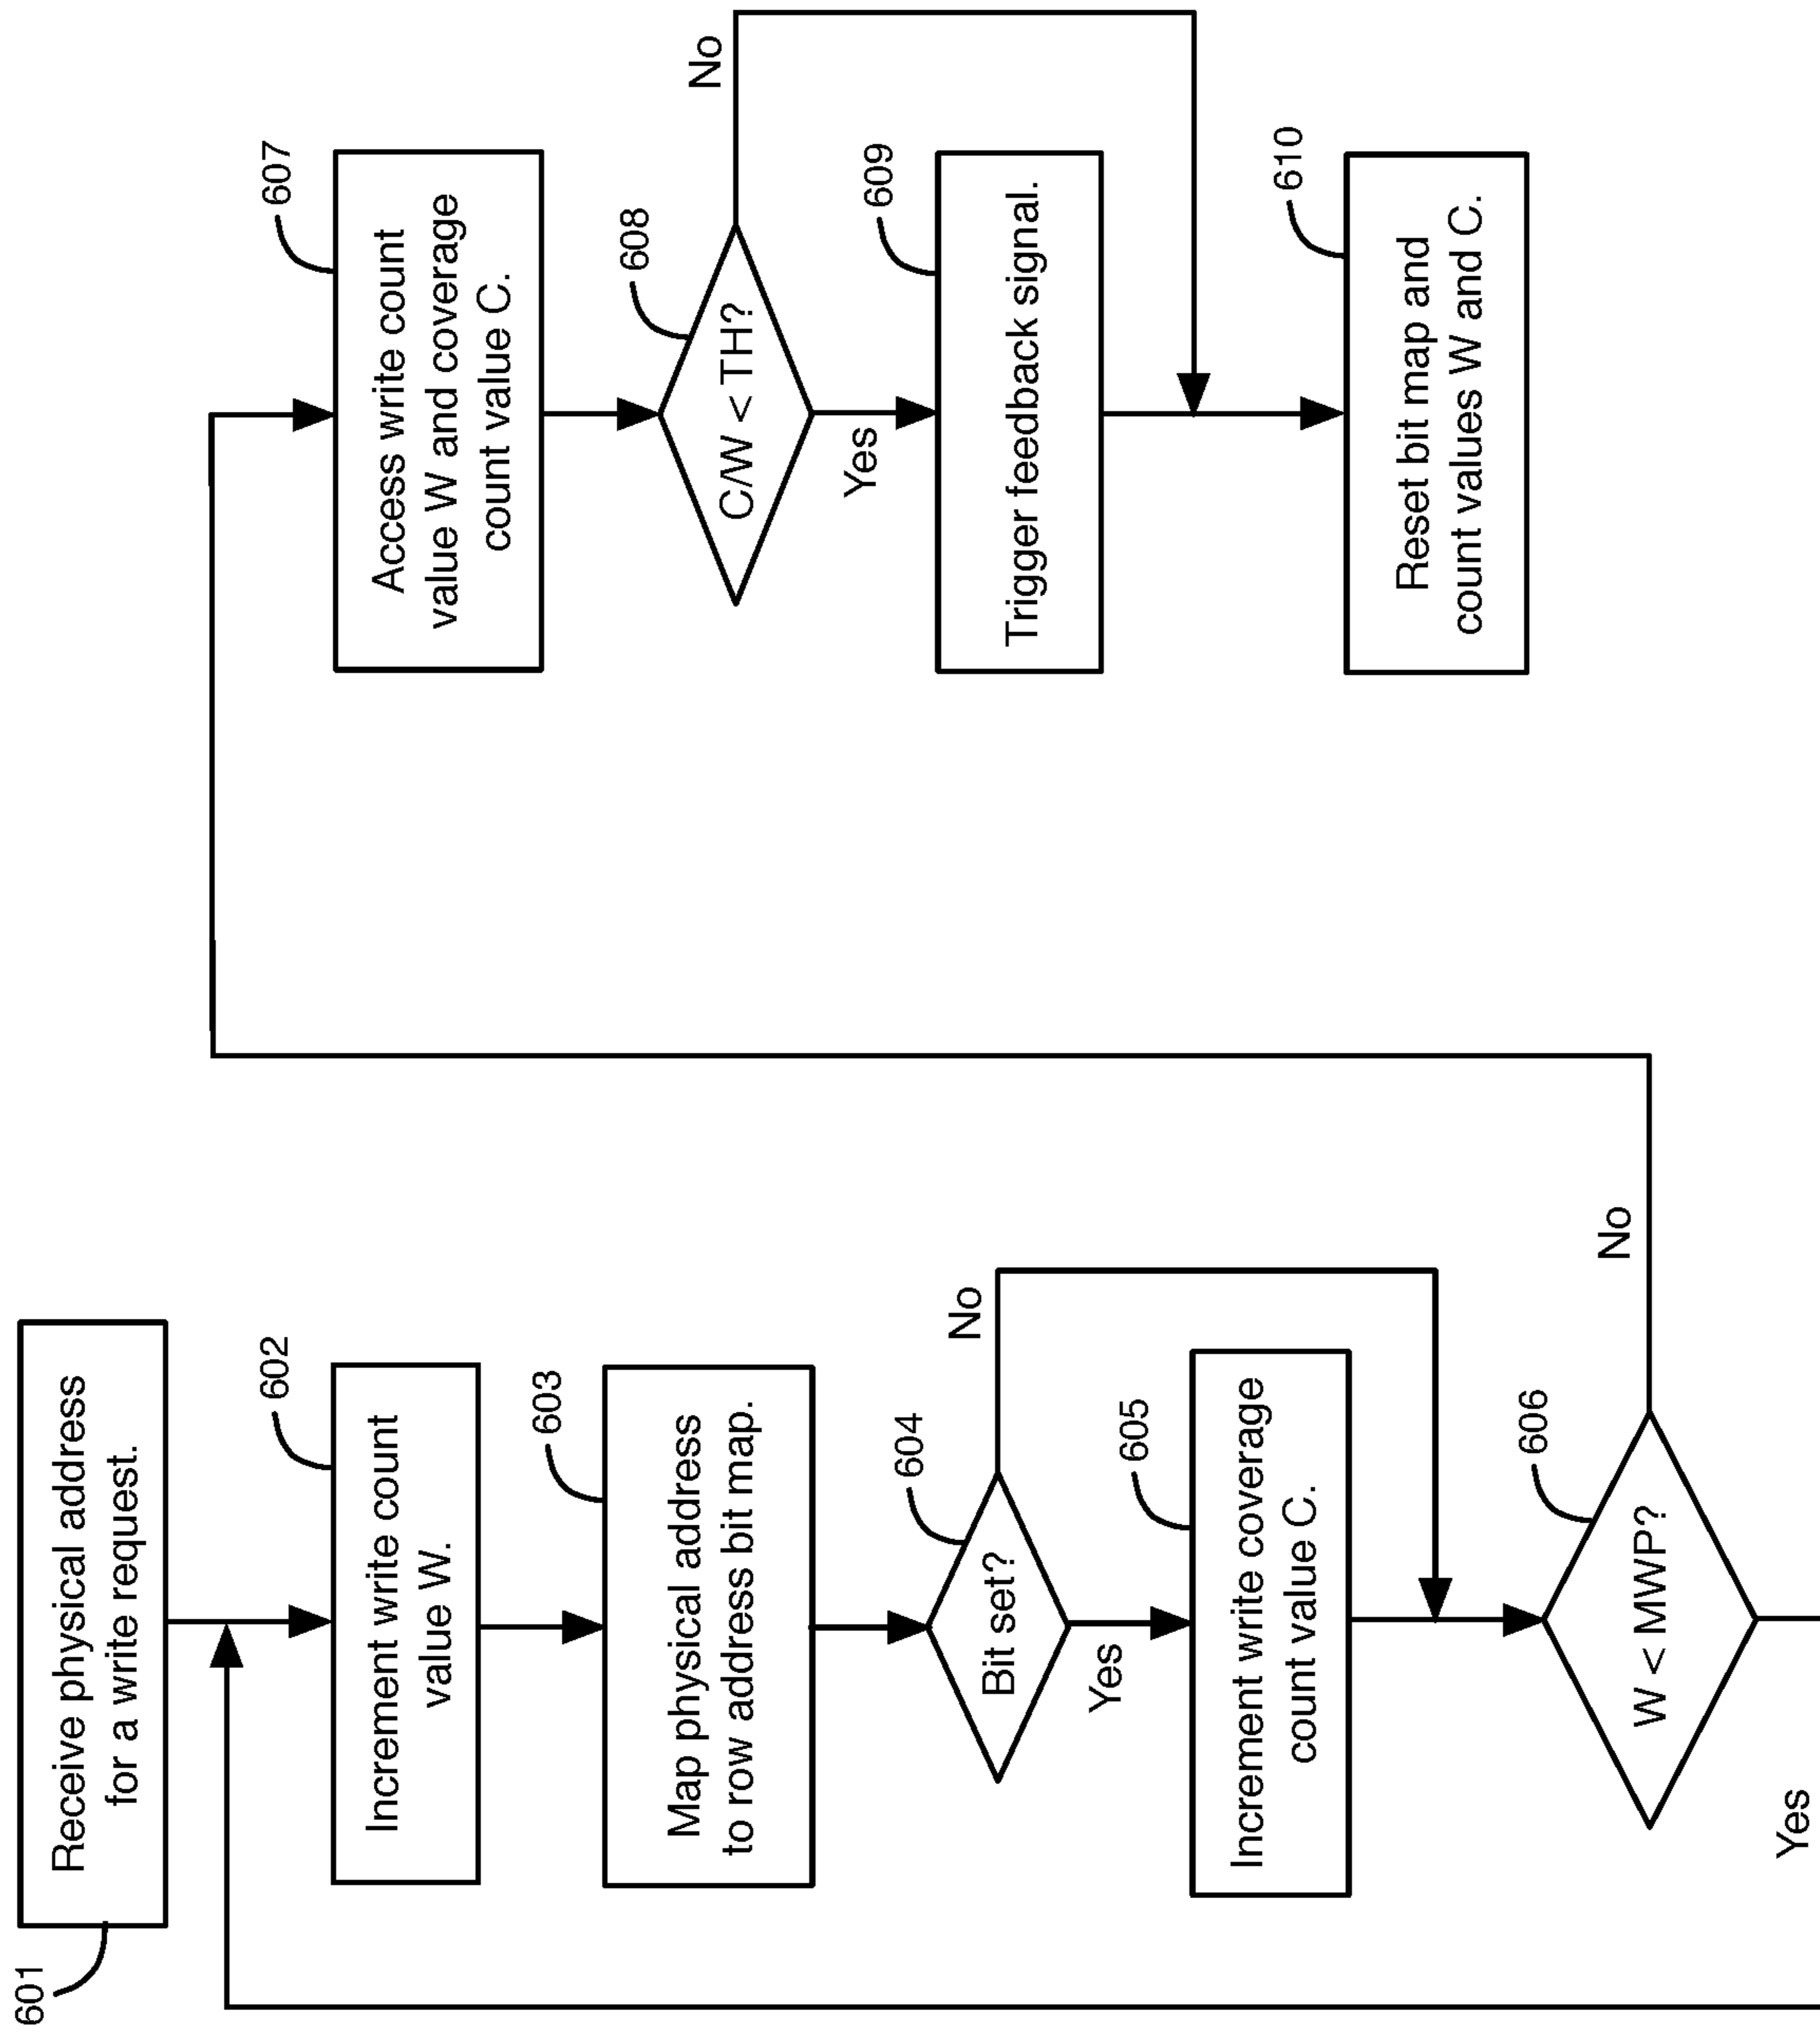 601
Receive physical address
for a write request.
602
Increment write count
value W.
603
Map physical address
to row address bit map.
604
Bit set?
No
Yes
605
Increment write coverage
count value C.
606
W < MWP?
No
Yes
607
Access write count
value W and coverage
count value C.
608
C/W < TH?
No
Yes
609
Trigger feedback signal.
610
Reset bit map and
count values W and C.